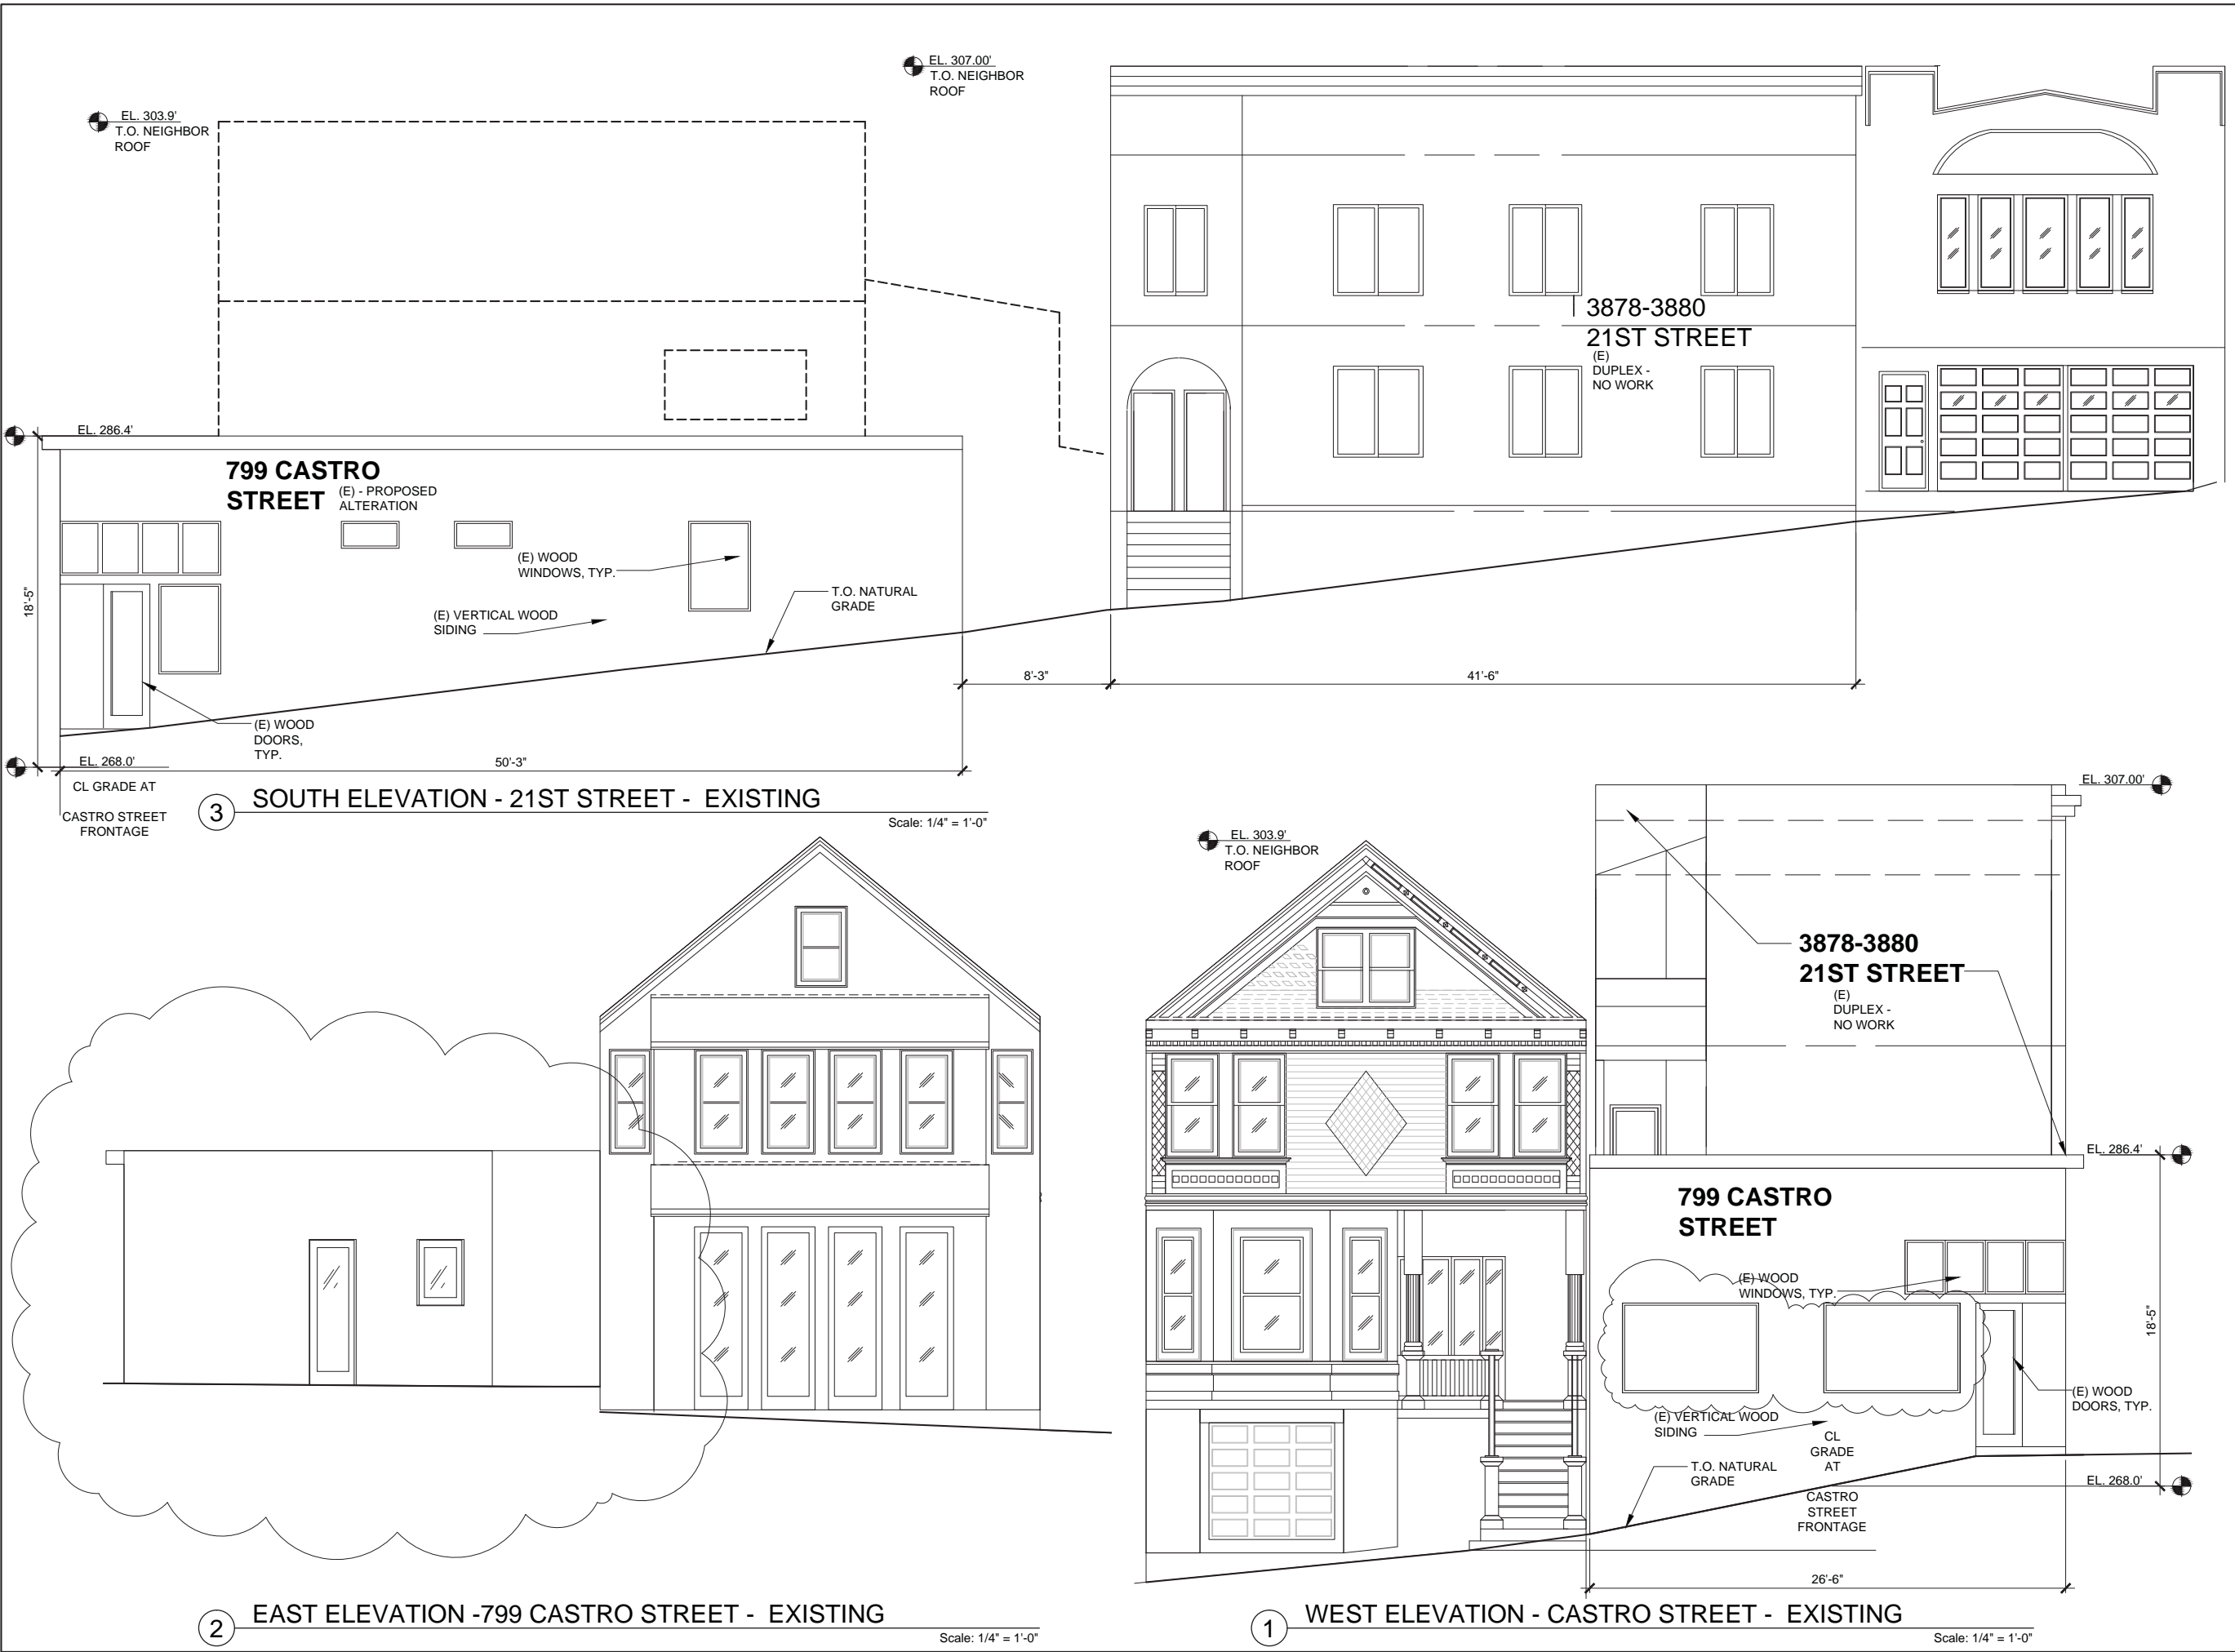 EL. 307.00'
T.O. NEIGHBOR
ROOF
EL. 303.9'
T.O. NEIGHBOR
ROOF
3878-3880
21ST STREET
(E)
DUPLEX -
NO WORK
EL. 286.4'
799 CASTRO
STREET
(E) - PROPOSED
ALTERATION
(E) WOOD
WINDOWS, TYP.
(E) VERTICAL WOOD
SIDING
T.O. NATURAL
GRADE
18'-5"
8'-3"
41'-6"
(E) WOOD
DOORS,
TYP.
EL. 268.0'
50'-3"
CL GRADE AT
CASTRO STREET
FRONTAGE
3
SOUTH ELEVATION - 21ST STREET - EXISTING
Scale: 1/4" = 1'-0"
2
EAST ELEVATION -799 CASTRO STREET - EXISTING
Scale: 1/4" = 1'-0"
EL. 307.00'
EL. 303.9'
T.O. NEIGHBOR
ROOF
3878-3880
21ST STREET
(E)
DUPLEX -
NO WORK
EL. 286.4'
799 CASTRO
STREET
(E) WOOD
WINDOWS, TYP.
18'-5"
(E) WOOD
DOORS, TYP.
(E) VERTICAL WOOD
SIDING
CL
GRADE
AT
CASTRO
STREET
FRONTAGE
T.O. NATURAL
GRADE
EL. 268.0'
26'-6"
1
WEST ELEVATION - CASTRO STREET - EXISTING
Scale: 1/4" = 1'-0"